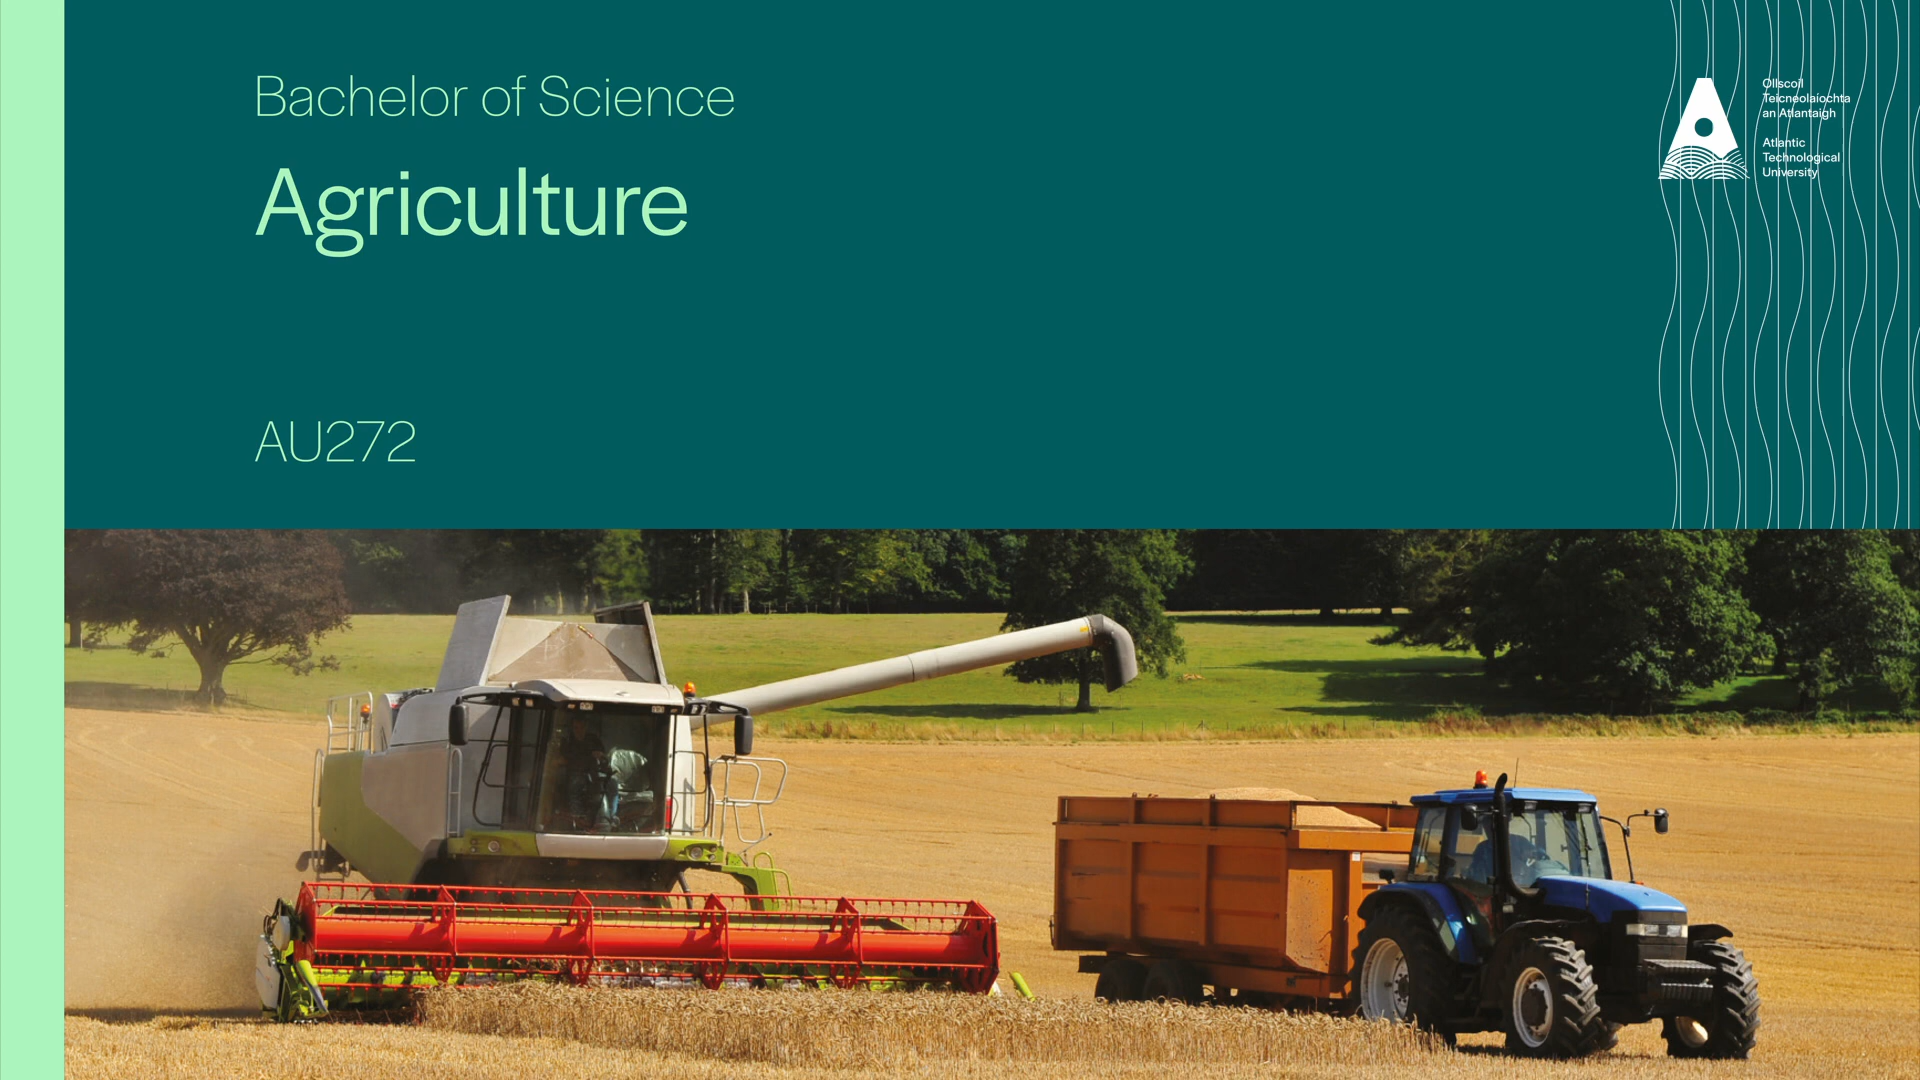 Bachelor of Science
Agriculture
AU272
Ollscoil
Teicneolaíochta
an Atlantaigh
Atlantic
Technological
University